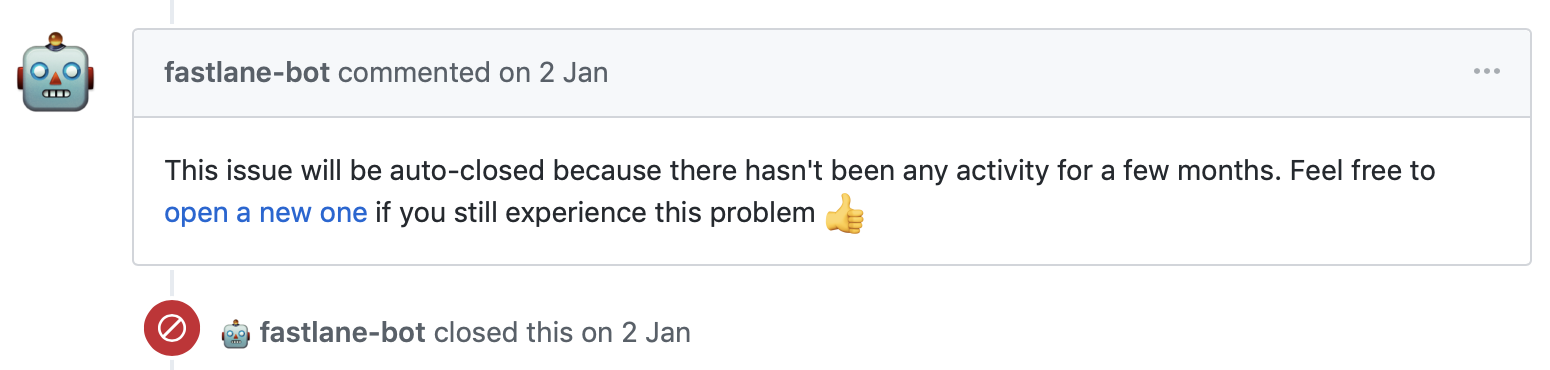 fastlane-bot commented on 2 Jan
This issue will be auto-closed because there hasn't been any activity for a few months. Feel free to
open a new one if you still experience this problem 👍
fastlane-bot closed this on 2 Jan